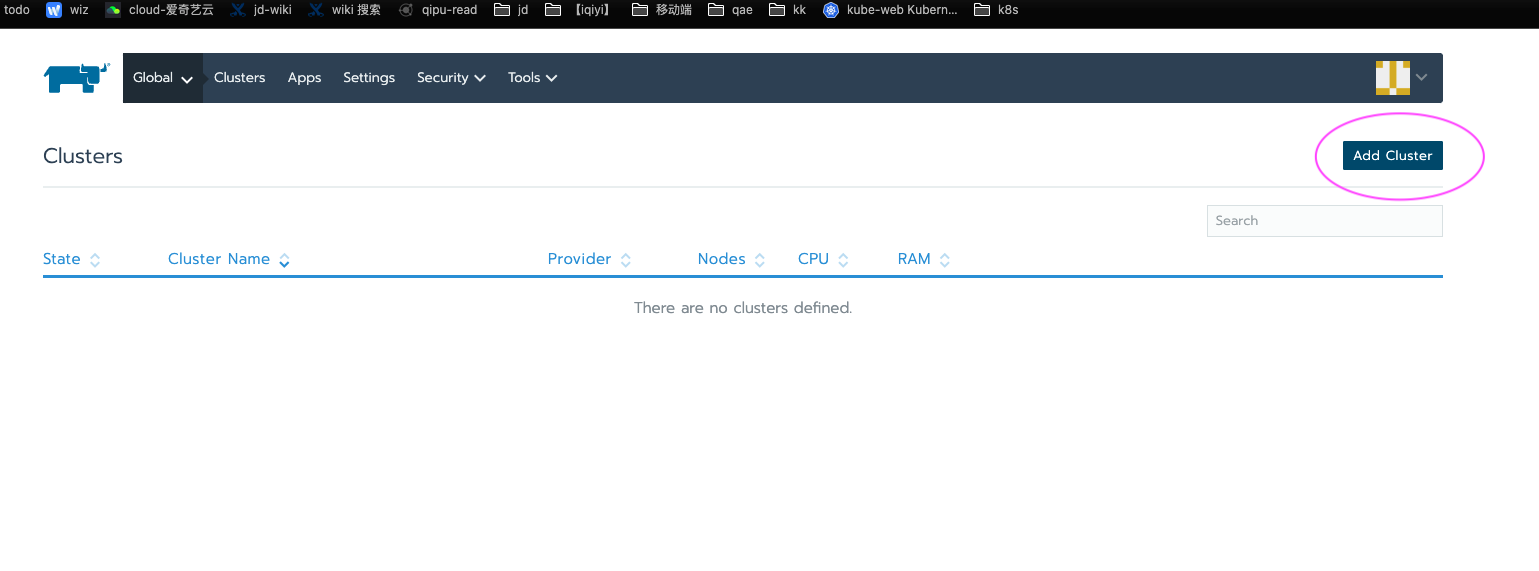 todo wiz cloud-爱奇艺云 jd-wiki wiki 搜索 qipu-read jd 【iqiyi】 移动端 qae kk kube-web Kubern... k8s
Global Clusters Apps Settings Security Tools
Clusters Add Cluster
Search
State Cluster Name Provider Nodes CPU RAM
There are no clusters defined.